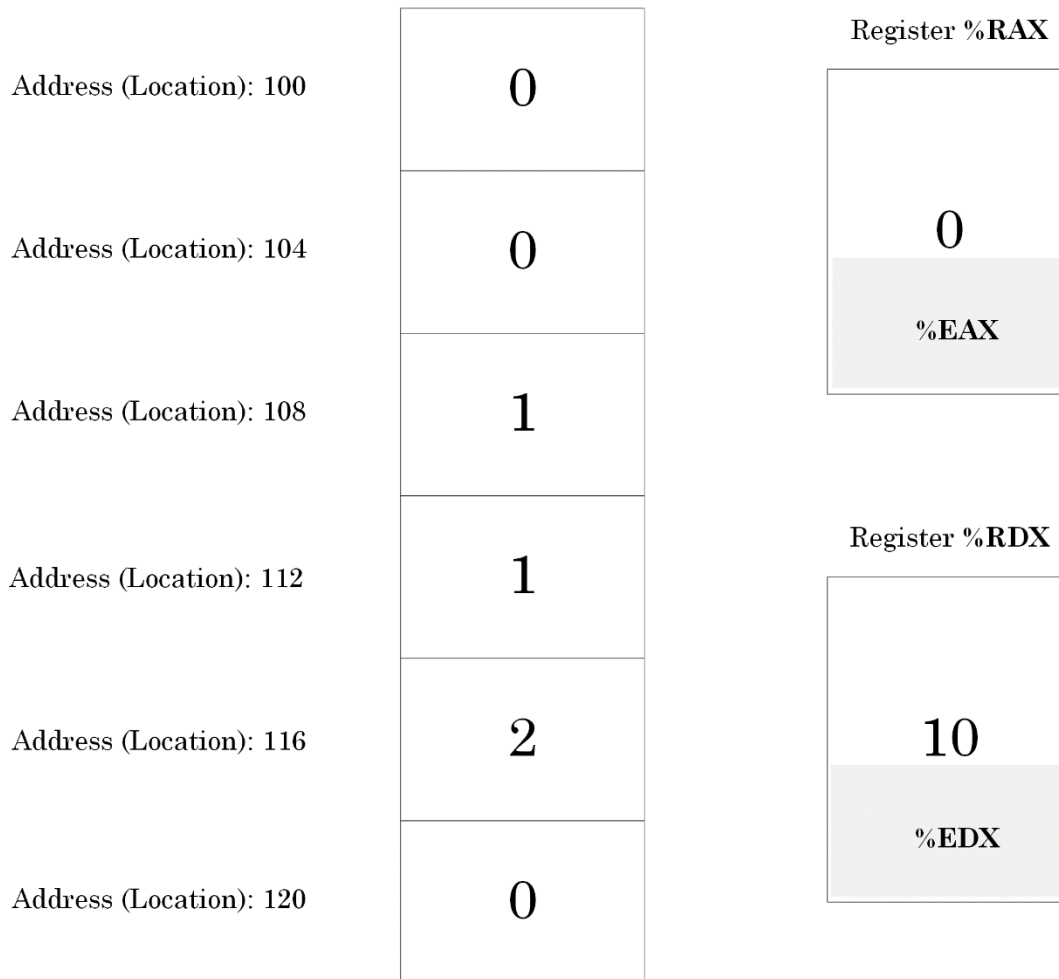 Register %RAX
Address (Location): 100
0
Address (Location): 104
0
0
%EAX
Address (Location): 108
1
Register %RDX
Address (Location): 112
1
Address (Location): 116
2
10
%EDX
Address (Location): 120
0